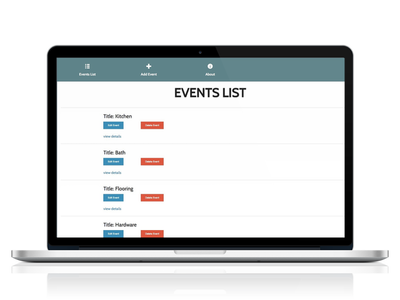 Events List Add Event About
EVENTS LIST
Title: Kitchen
Edit Event Delete Event
view details
Title: Bath
Edit Event Delete Event
view details
Title: Flooring
Edit Event Delete Event
view details
Title: Hardware
Edit Event Delete Event